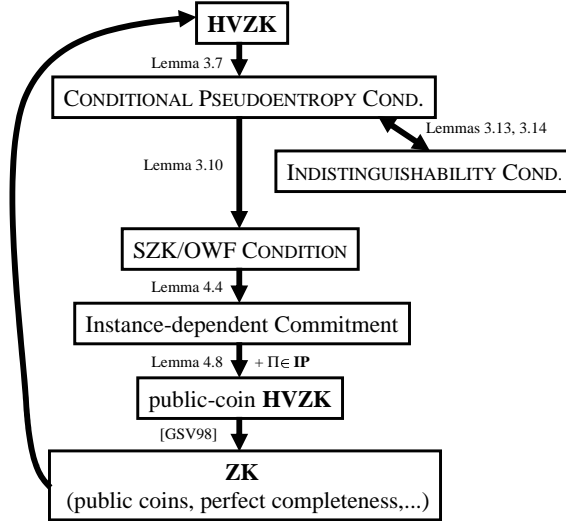 HVZK
Lemma 3.7
CONDITIONAL PSEUDOENTROPY COND.
Lemmas 3.13, 3.14
Lemma 3.10
INDISTINGUISHABILITY COND.
SZK/OWF CONDITION
Lemma 4.4
Instance-dependent Commitment
Lemma 4.8 + Π∈ IP
public-coin HVZK
[GSV98]
ZK
(public coins, perfect completeness,...)